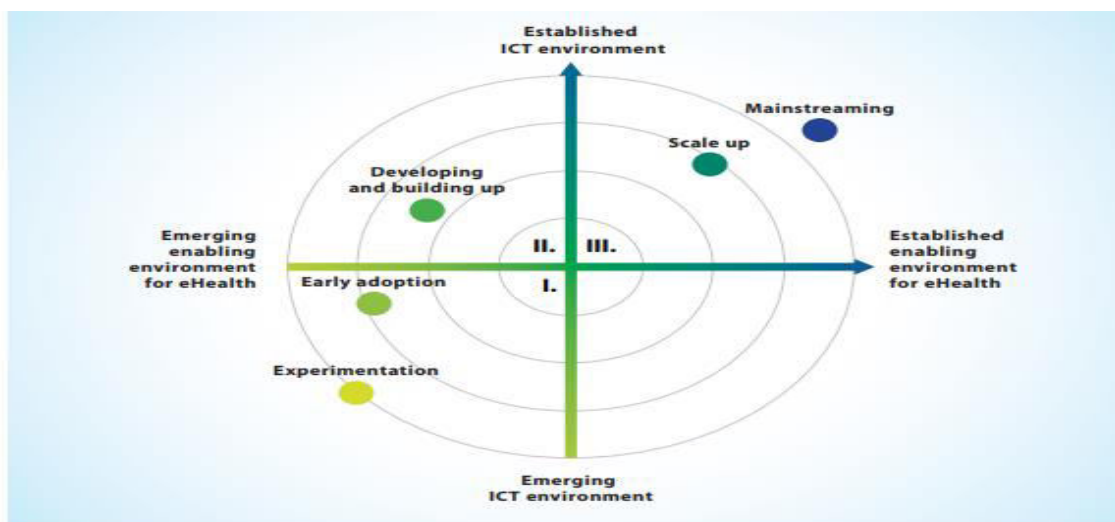 Established
ICT environment
Mainstreaming
Scale up
Developing
and building up
Emerging
enabling
environment
for eHealth
II. III.
Established
enabling
environment
for eHealth
I.
Early adoption
Experimentation
Emerging
ICT environment